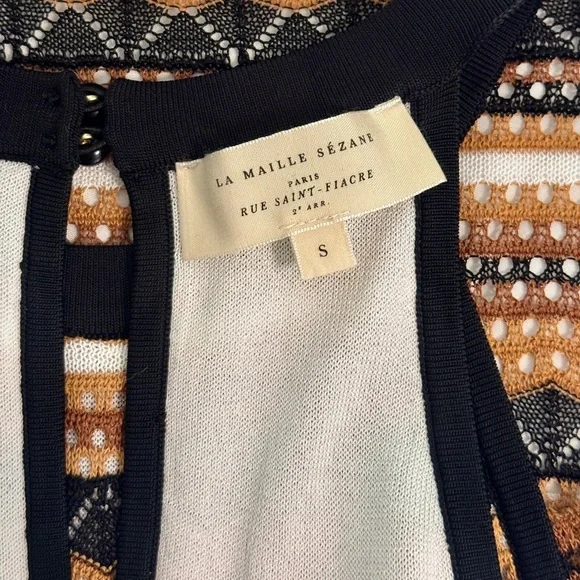 LA MAILLE SÉZANE
PARIS
RUE SAINT-FIACRE
2ᵉ ARR.
S